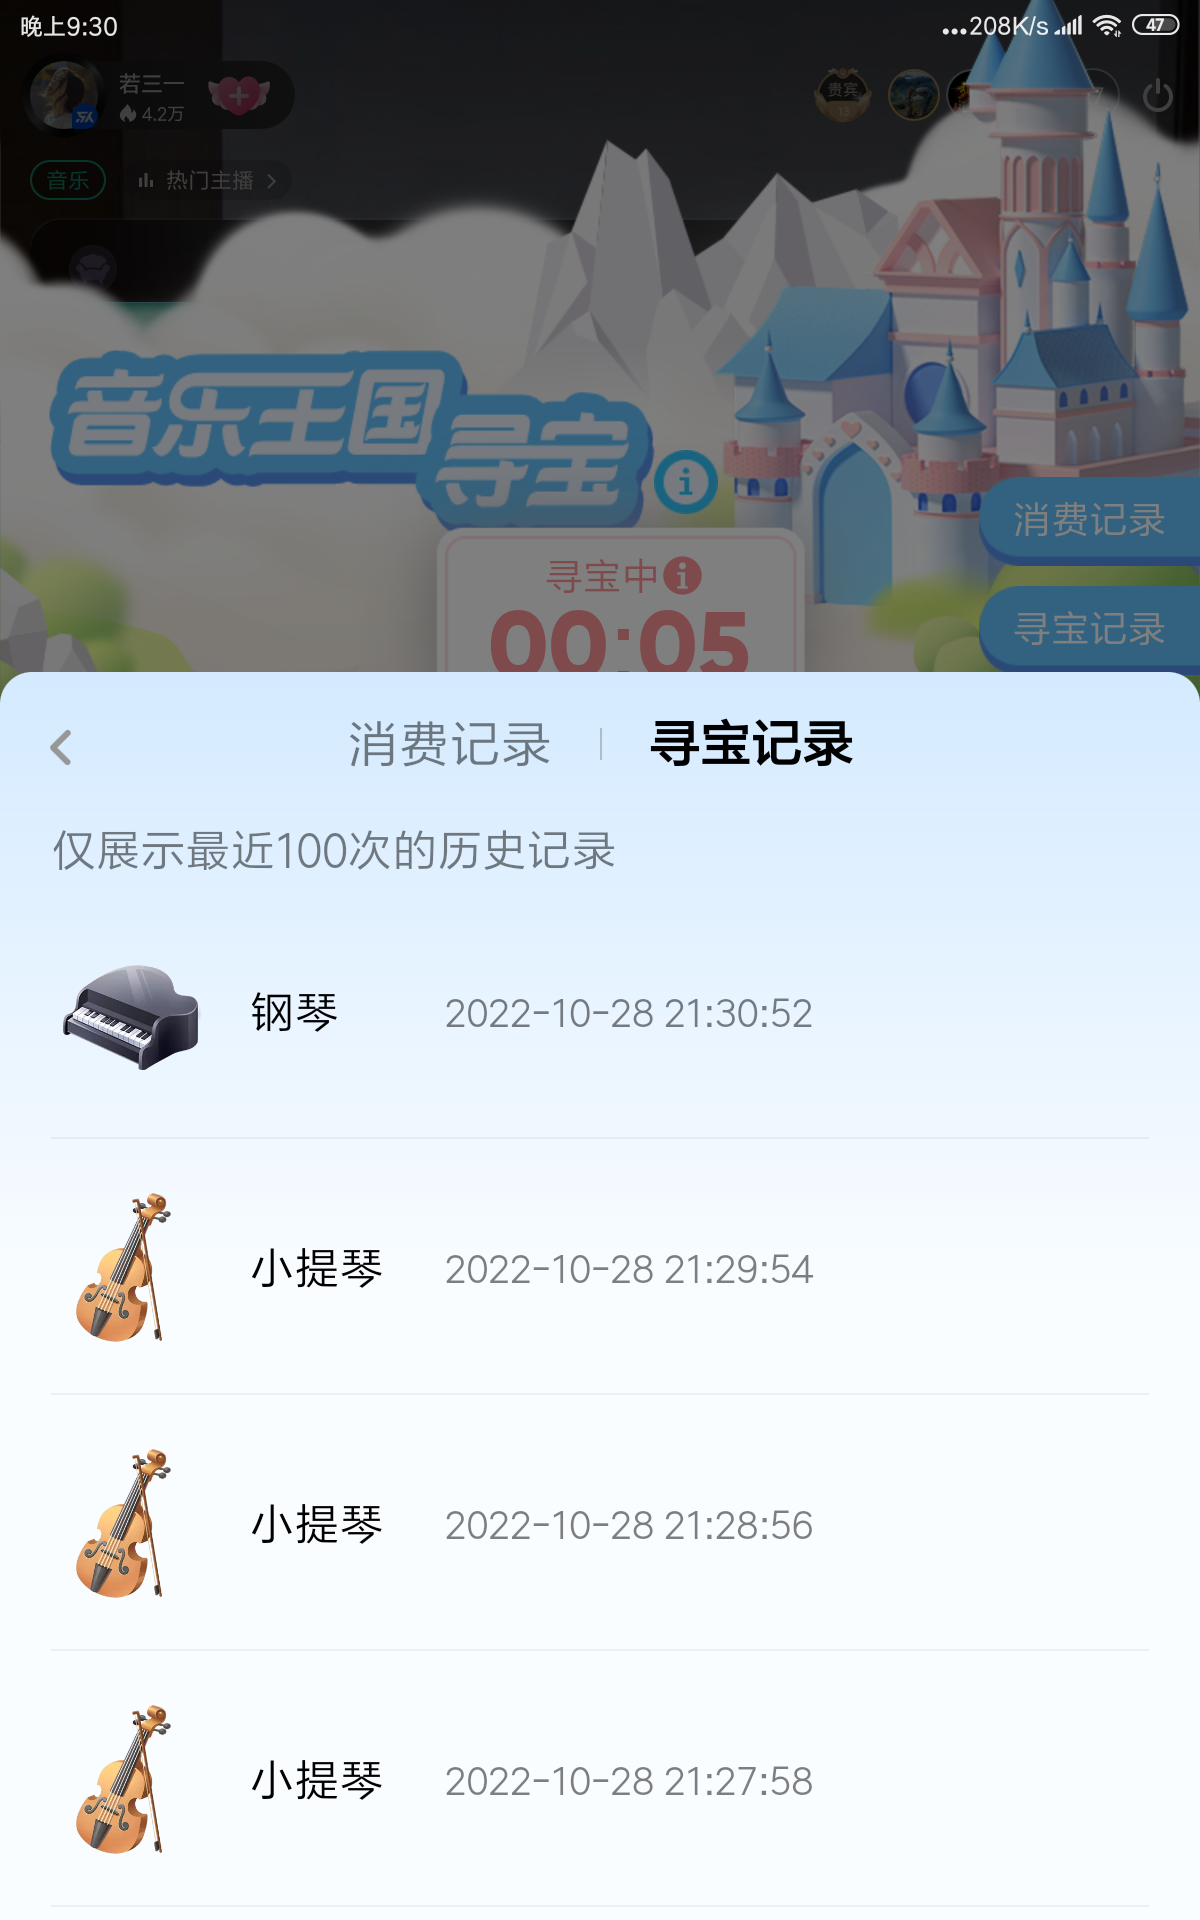 晚上9:30
...208K/s
47
若三一
4.2万
贵宾
13
音乐
热门主播
音乐王国
寻宝
消费记录
寻宝中
00:05
寻宝记录
消费记录
寻宝记录
仅展示最近100次的历史记录
钢琴 2022-10-28 21:30:52
小提琴 2022-10-28 21:29:54
小提琴 2022-10-28 21:28:56
小提琴 2022-10-28 21:27:58